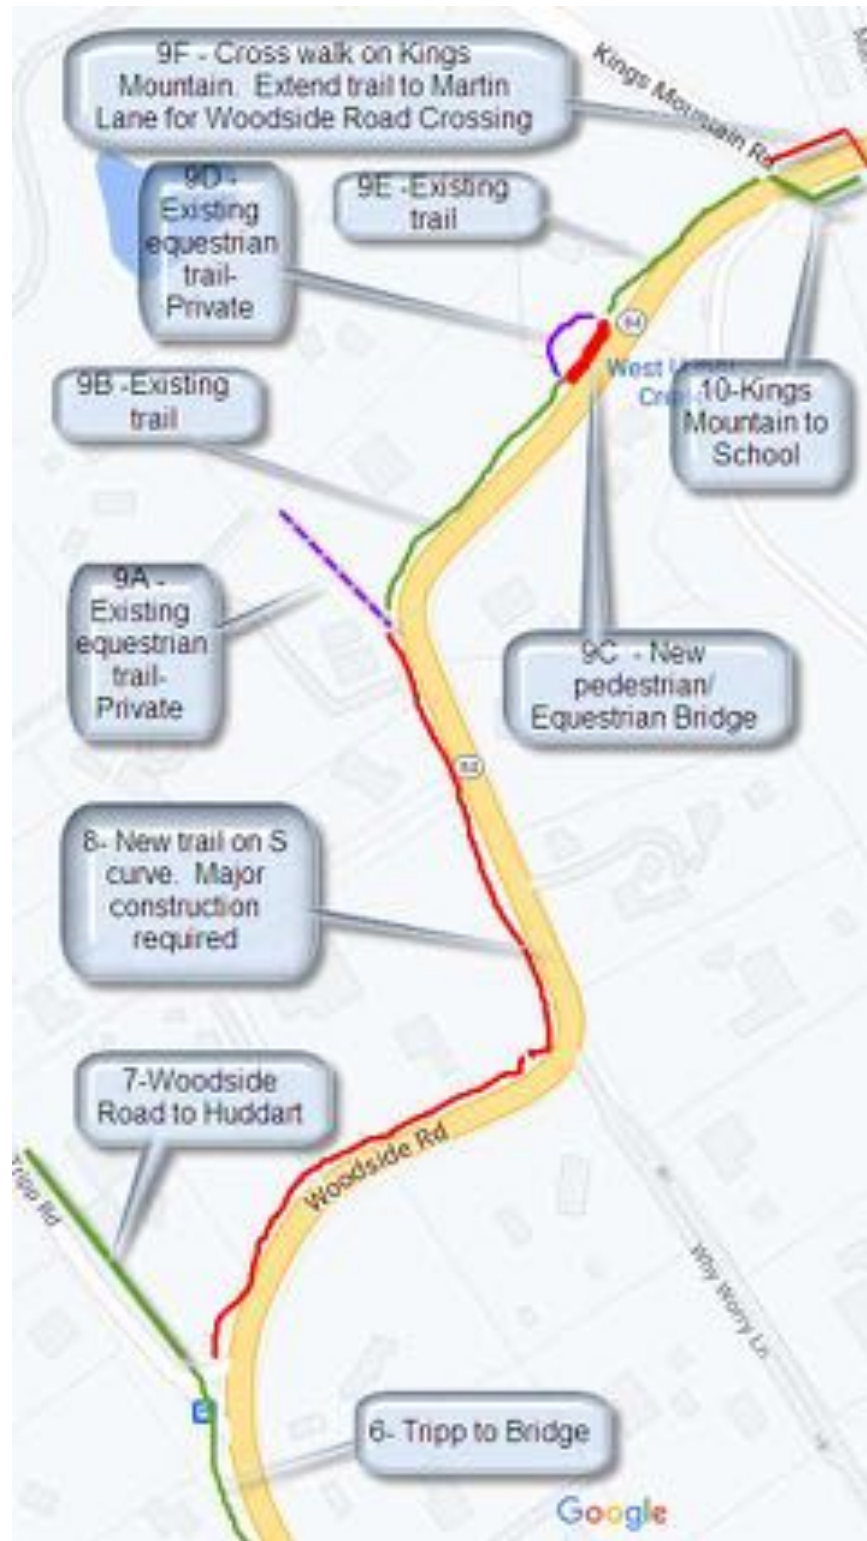 9F - Cross walk on Kings
Mountain. Extend trail to Martin
Lane for Woodside Road Crossing
Kings Mountain Rd
9D -
Existing
equestrian
trail-
Private
9E -Existing
trail
84
West
10-Kings
Mountain to
School
9B -Existing
trail
9A -
Existing
equestrian
trail-
Private
9C - New
pedestrian/
Equestrian Bridge
84
8- New trail on S
curve. Major
construction
required
7-Woodside
Road to Huddart
Woodside Rd
Tripp Rd
Why Worry Ln
6- Tripp to Bridge
Google